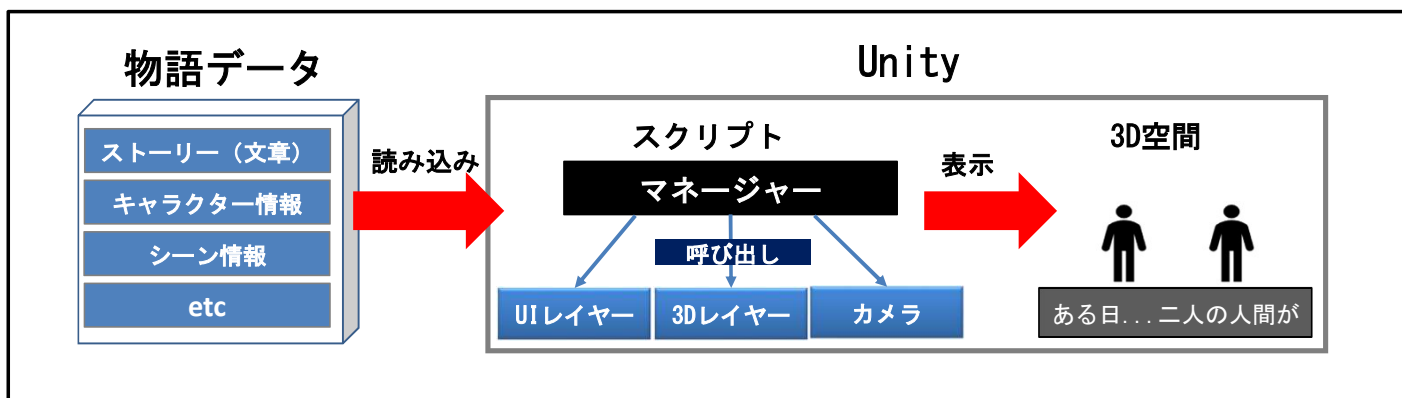 物語データ
ストーリー（文章）
キャラクター情報
シーン情報
etc
読み込み
Unity
スクリプト
マネージャー
呼び出し
UIレイヤー
3Dレイヤー
カメラ
表示
3D空間
ある日...二人の人間が